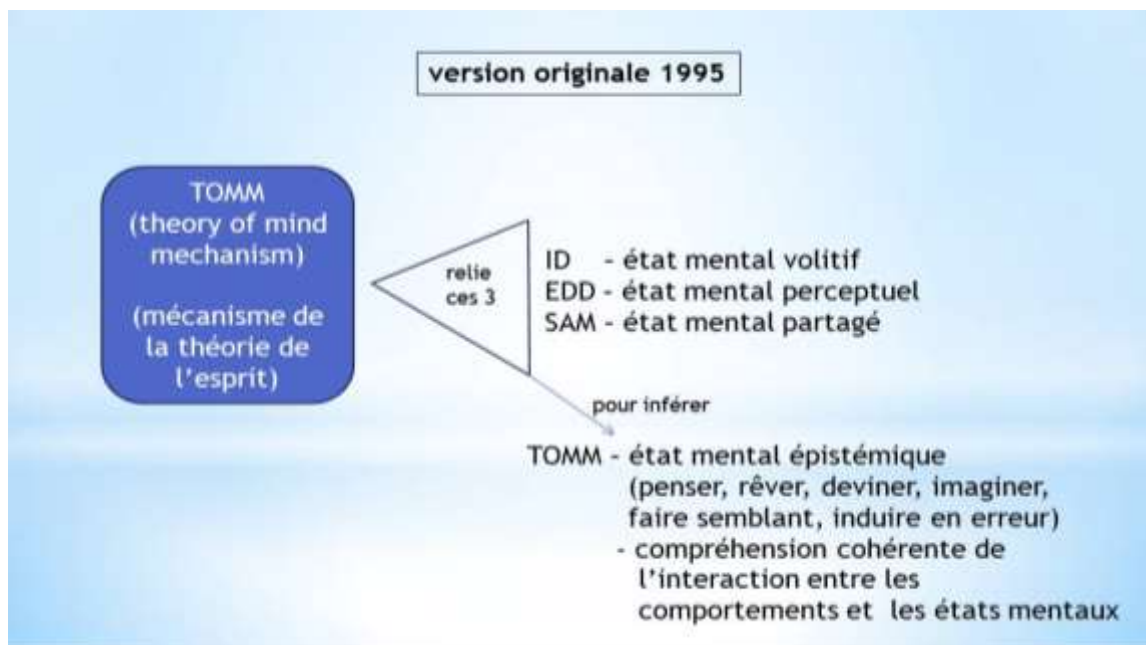 version originale 1995
TOMM
(theory of mind
mechanism)
(mécanisme de
la théorie de
l'esprit)
relie
ces 3
ID - état mental volitif
EDD - état mental perceptuel
SAM - état mental partagé
pour inférer
TOMM - état mental épistémique
(penser, rêver, deviner, imaginer,
faire semblant, induire en erreur)
- compréhension cohérente de
l'interaction entre les
comportements et les états mentaux